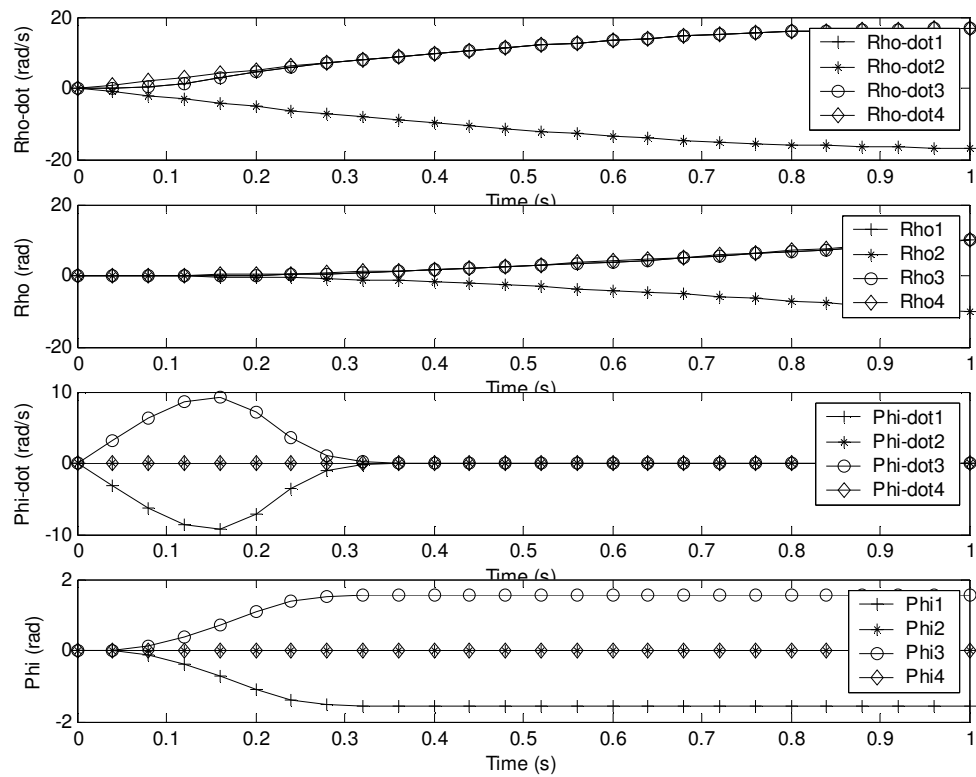 20
0
-20
Rho-dot (rad/s)
0 0.1 0.2 0.3 0.4 0.5 0.6 0.7 0.8 0.9 1
Time (s)
Rho-dot1
Rho-dot2
Rho-dot3
Rho-dot4
20
0
-20
Rho (rad)
0 0.1 0.2 0.3 0.4 0.5 0.6 0.7 0.8 0.9 1
Rho1
Rho2
Rho3
Rho4
10
0
-10
Phi-dot (rad/s)
0 0.1 0.2 0.3 0.4 0.5 0.6 0.7 0.8 0.9 1
Time (s)
Phi-dot1
Phi-dot2
Phi-dot3
Phi-dot4
2
0
-2
Phi (rad)
0 0.1 0.2 0.3 0.4 0.5 0.6 0.7 0.8 0.9 1
Time (s)
Phi1
Phi2
Phi3
Phi4